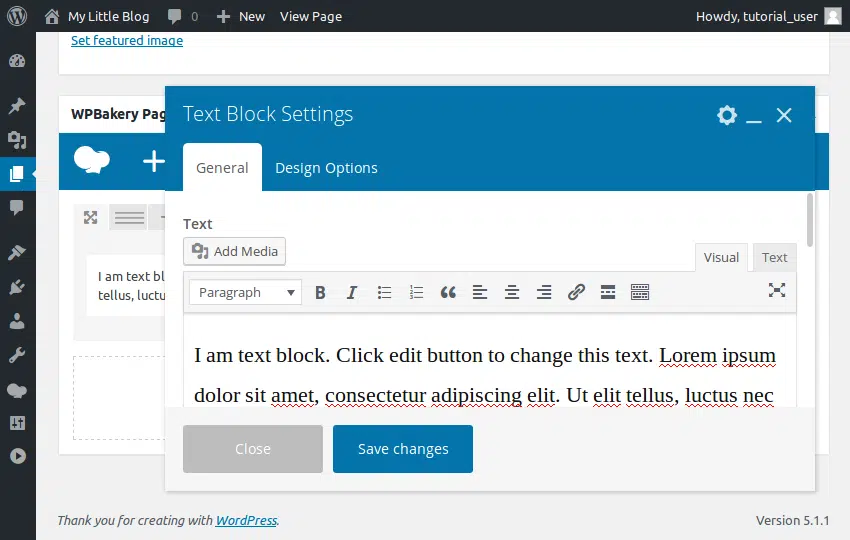 My Little Blog 0 New View Page Howdy, tutorial_user
Set featured image
WPBakery Pag
Text Block Settings
General Design Options
Text
Add Media
Visual Text
Paragraph B I
I am text bl
tellus, luctu
I am text block. Click edit button to change this text. Lorem ipsum
dolor sit amet, consectetur adipiscing elit. Ut elit tellus, luctus nec
Close Save changes
Thank you for creating with WordPress. Version 5.1.1